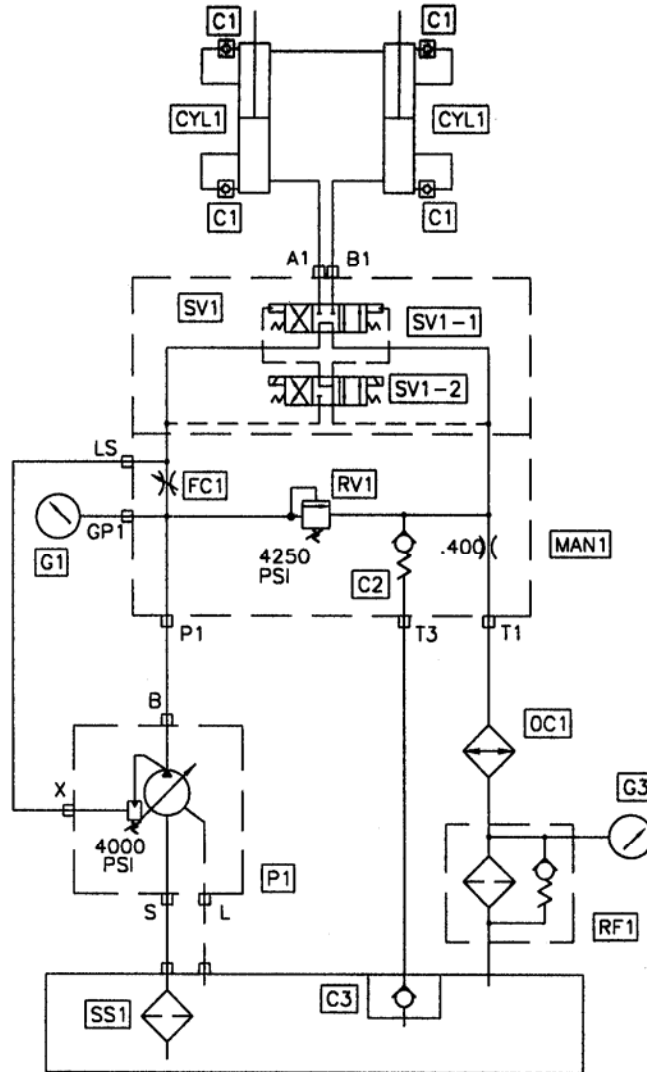 C1
C1
CYL1
CYL1
C1
C1
A1
B1
SV1
SV1-1
SV1-2
LS
FC1
RV1
GP1
G1
4250
PSI
.400
MAN1
C2
P1
T3
T1
B
OC1
X
G3
4000
PSI
P1
S
L
RF1
C3
SS1